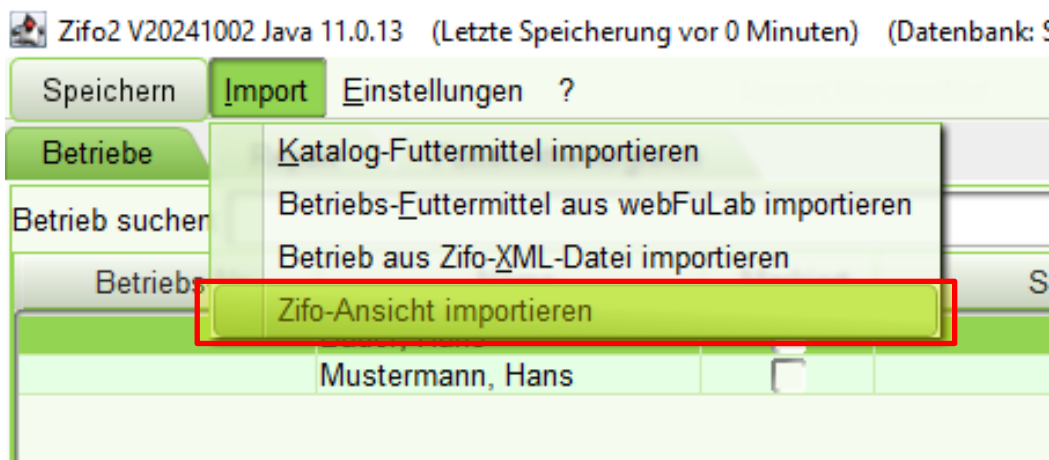 Zifo2 V20241002 Java 11.0.13 (Letzte Speicherung vor 0 Minuten) (Datenbank: S
Speichern Import Einstellungen ?
Betriebe
Katalog-Futtermittel importieren
Betrieb suchen
Betriebs-Futtermittel aus webFuLab importieren
Betrieb aus Zifo-XML-Datei importieren
Betriebs
S
Zifo-Ansicht importieren
Mustermann, Hans